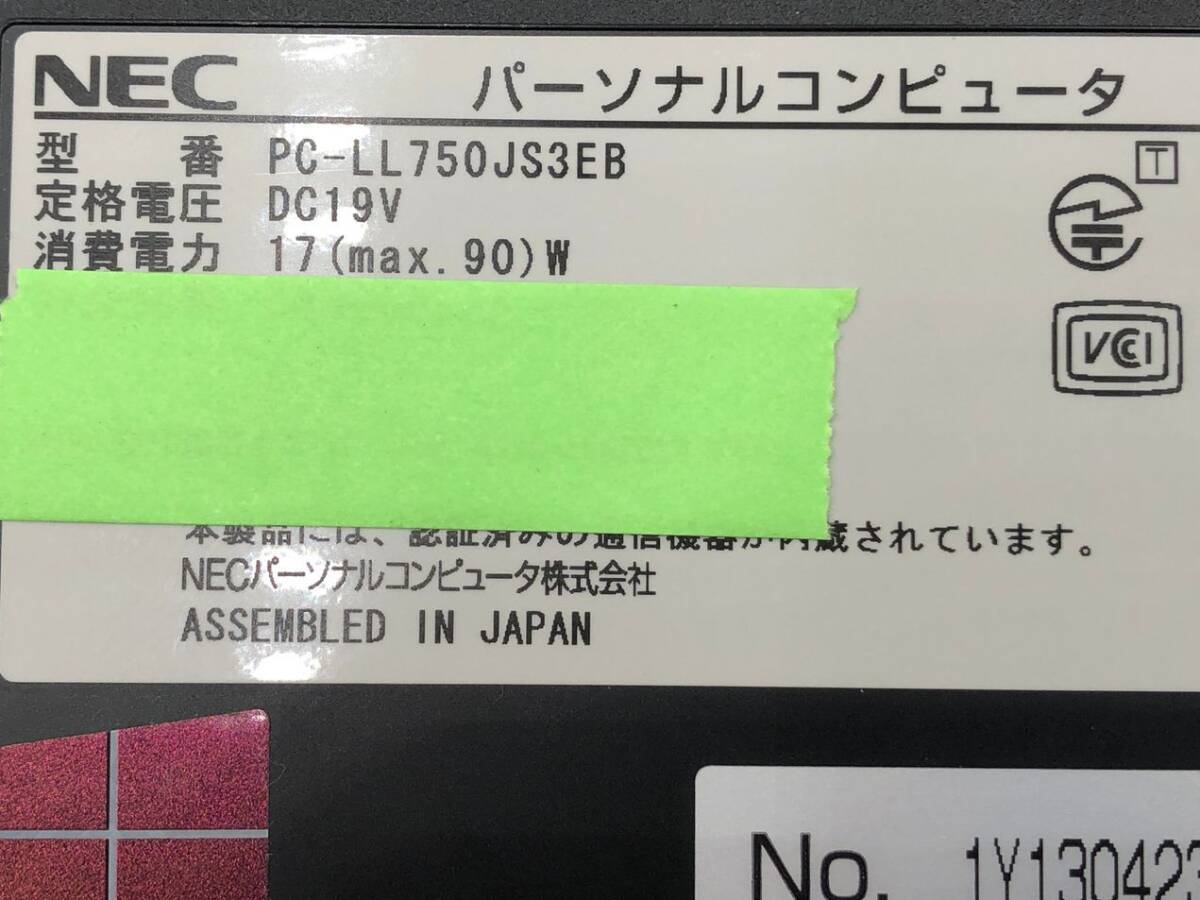 NEC パーソナルコンピュータ
型 番 PC-LL750JS3EB
定格電圧 DC19V
消費電力 17(max.90)W
T
VCCI
本製品には、認証済みの通信機器が内蔵されています。
NECパーソナルコンピュータ株式会社
ASSEMBLED IN JAPAN
No. 1Y130423